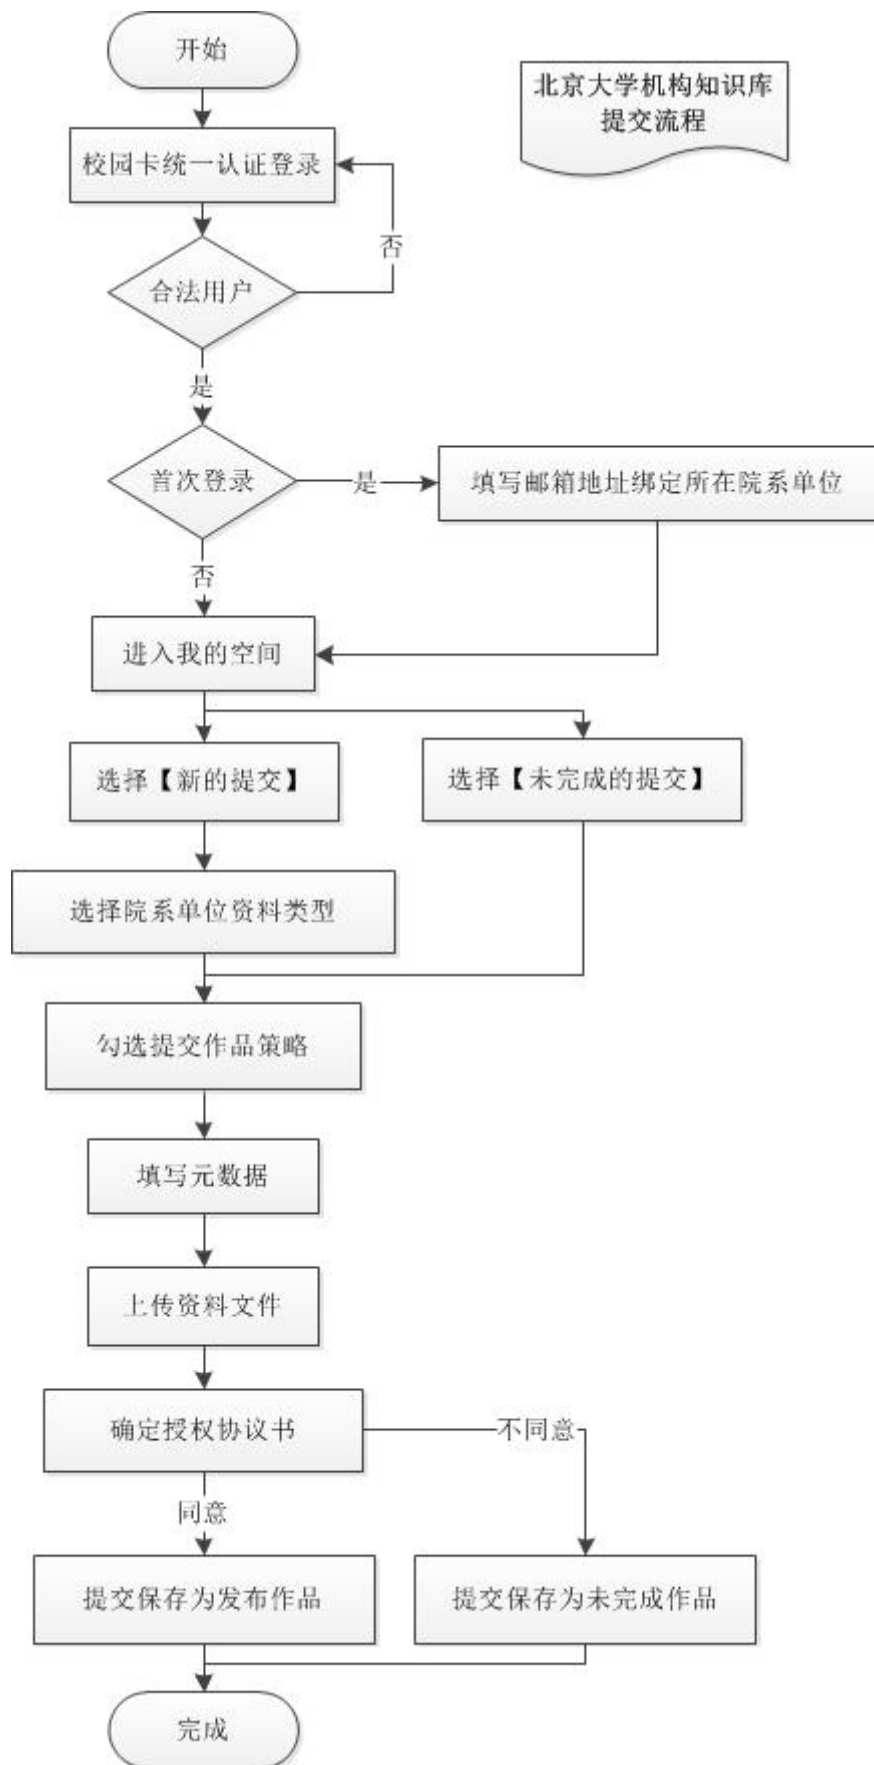 开始
北京大学机构知识库
提交流程
校园卡统一认证登录
否
合法用户
是
首次登录
是
填写邮箱地址绑定所在院系单位
否
进入我的空间
选择【新的提交】
选择【未完成的提交】
选择院系单位资料类型
勾选提交作品策略
填写元数据
上传资料文件
确定授权协议书
不同意
同意
提交保存为发布作品
提交保存为未完成作品
完成